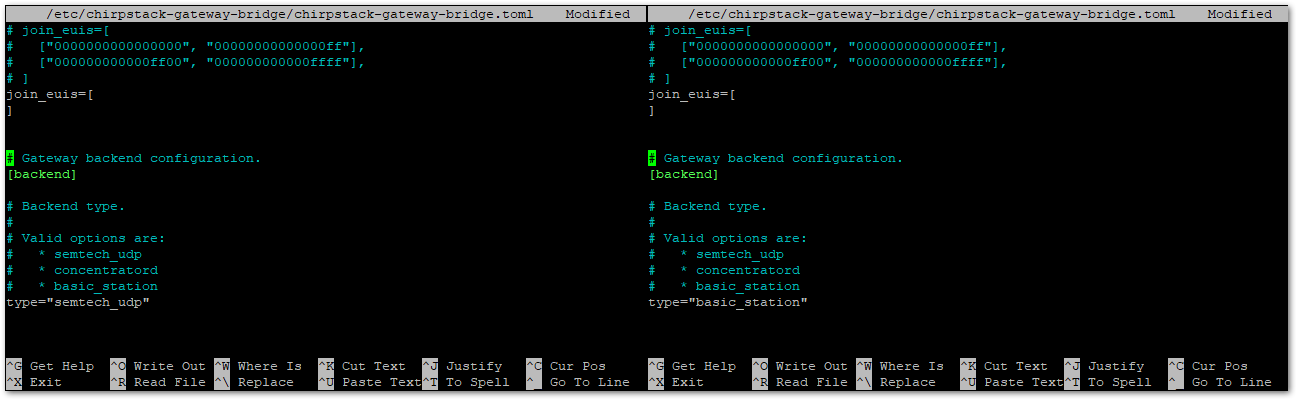 /etc/chirpstack-gateway-bridge/chirpstack-gateway-bridge.toml    Modified
# join_euis=[
#   ["0000000000000000", "00000000000000ff"],
#   ["000000000000ff00", "000000000000ffff"],
# ]
join_euis=[
]
# Gateway backend configuration.
[backend]
# Backend type.
#
# Valid options are:
#   * semtech_udp
#   * concentratord
#   * basic_station
type="semtech_udp"
^G Get Help  ^O Write Out ^W Where Is  ^K Cut Text  ^J Justify   ^C Cur Pos
^X Exit      ^R Read File ^\ Replace   ^U Paste Text^T To Spell  ^_ Go To Line
/etc/chirpstack-gateway-bridge/chirpstack-gateway-bridge.toml    Modified
# join_euis=[
#   ["0000000000000000", "00000000000000ff"],
#   ["000000000000ff00", "000000000000ffff"],
# ]
join_euis=[
]
# Gateway backend configuration.
[backend]
# Backend type.
#
# Valid options are:
#   * semtech_udp
#   * concentratord
#   * basic_station
type="basic_station"
^G Get Help  ^O Write Out ^W Where Is  ^K Cut Text  ^J Justify   ^C Cur Pos
^X Exit      ^R Read File ^\ Replace   ^U Paste Text^T To Spell  ^_ Go To Line